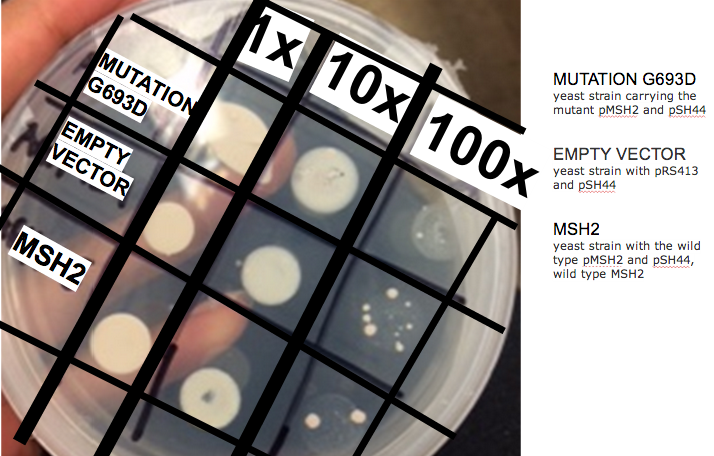 1x
10x
100x
MUTATION
G693D
EMPTY
VECTOR
MSH2
MUTATION G693D
yeast strain carrying the
mutant pMSH2 and pSH44
EMPTY VECTOR
yeast strain with pRS413
and pSH44
MSH2
yeast strain with the wild
type pMSH2 and pSH44,
wild type MSH2